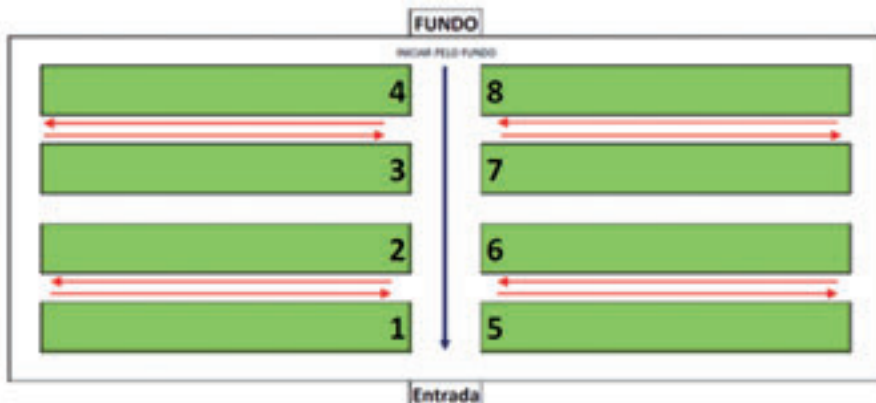 FUNDO
INICIAR PELO FUNDO
4 8
3 7
2 6
1 5
Entrada